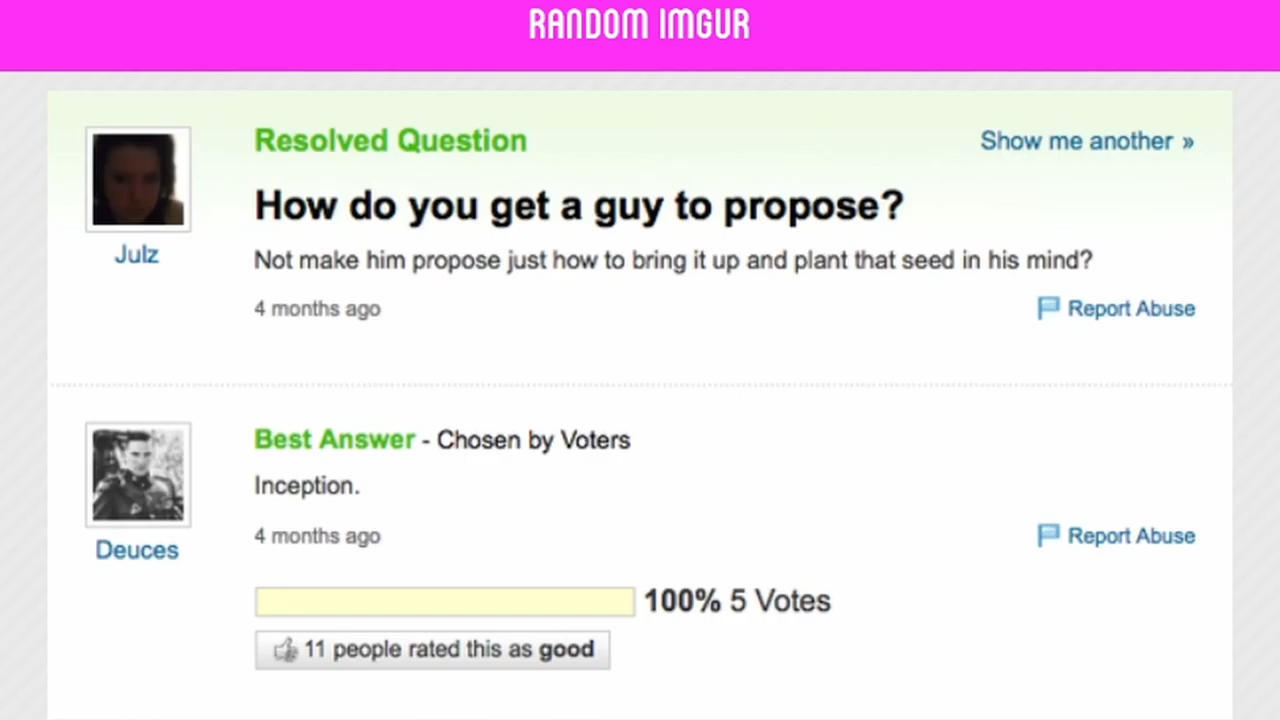 RANDOM IMGUR
Resolved Question
Show me another »
How do you get a guy to propose?
Julz
Not make him propose just how to bring it up and plant that seed in his mind?
4 months ago
Report Abuse
Best Answer - Chosen by Voters
Inception.
4 months ago
Report Abuse
Deuces
100% 5 Votes
11 people rated this as good